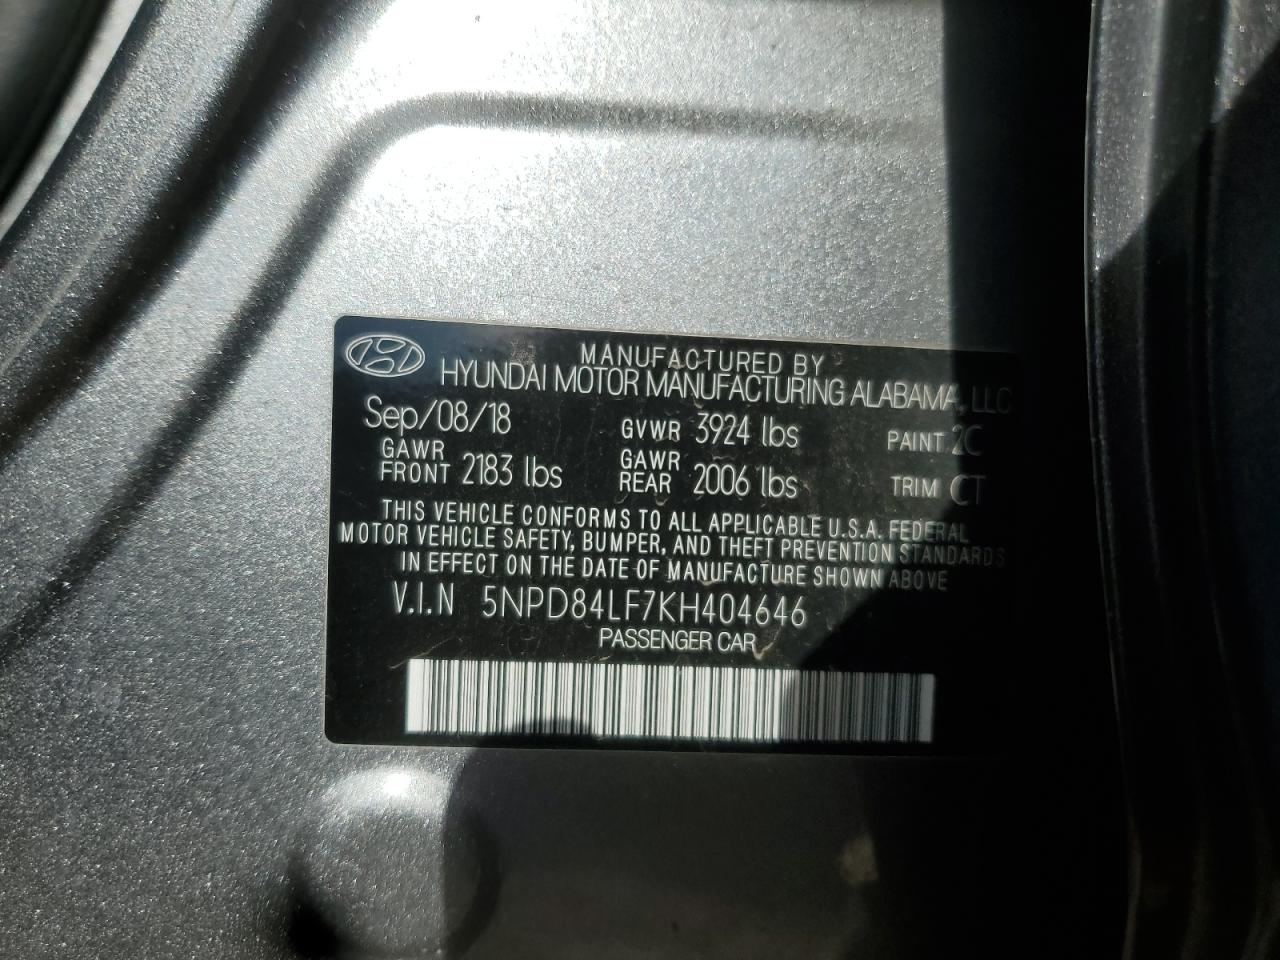 MANUFACTURED BY
HYUNDAI MOTOR MANUFACTURING ALABAMA, LLC
Sep/08/18 GVWR 3924 lbs PAINT 2C
GAWR FRONT 2183 lbs GAWR REAR 2006 lbs TRIM CT
THIS VEHICLE CONFORMS TO ALL APPLICABLE U.S.A. FEDERAL
MOTOR VEHICLE SAFETY, BUMPER, AND THEFT PREVENTION STANDARDS
IN EFFECT ON THE DATE OF MANUFACTURE SHOWN ABOVE
V.I.N 5NPD84LF7KH404646
PASSENGER CAR